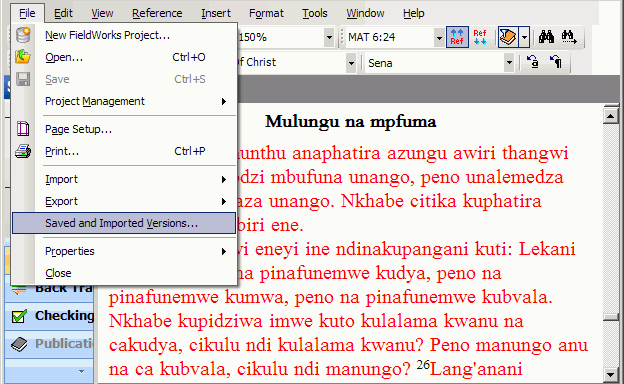 File Edit View Reference Insert Format Tools Window Help
New FieldWorks Project...
Open... Ctrl+O
Save Ctrl+S
Project Management
Page Setup...
Print... Ctrl+P
Import
Export
Saved and Imported Versions...
Properties
Close
150% MAT 6:24 Ref Ref
of Christ Sena
Back Tra
Checking
Publicatio
Mulungu na mpfuma
unthu anaphatira azungu awiri thangwi
odzi mbufuna unango, peno unalemedza
aza unango. Nkhabe citika kuphatira
biri ene.
wi eneyi ine ndinakupangani kuti: Lekani
na pinafunemwe kudya, peno na
pinafunemwe kumwa, peno na pinafunemwe kubvala.
Nkhabe kupidziwa imwe kuto kulalama kwanu na
cakudya, cikulu ndi kulalama kwanu? Peno manungo anu
na ca kubvala, cikulu ndi manungo? 26Lang'anani